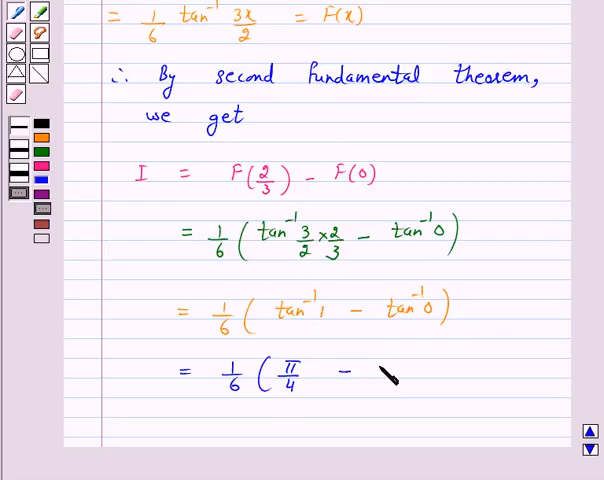 = 1/6 tan⁻¹ 3x/2 = F(x)
∴ By second fundamental theorem,
we get
I = F(2/3) - F(0)
= 1/6 (tan⁻¹ 3/2 × 2/3 - tan⁻¹ 0)
= 1/6 (tan⁻¹ 1 - tan⁻¹ 0)
= 1/6 (π/4 -